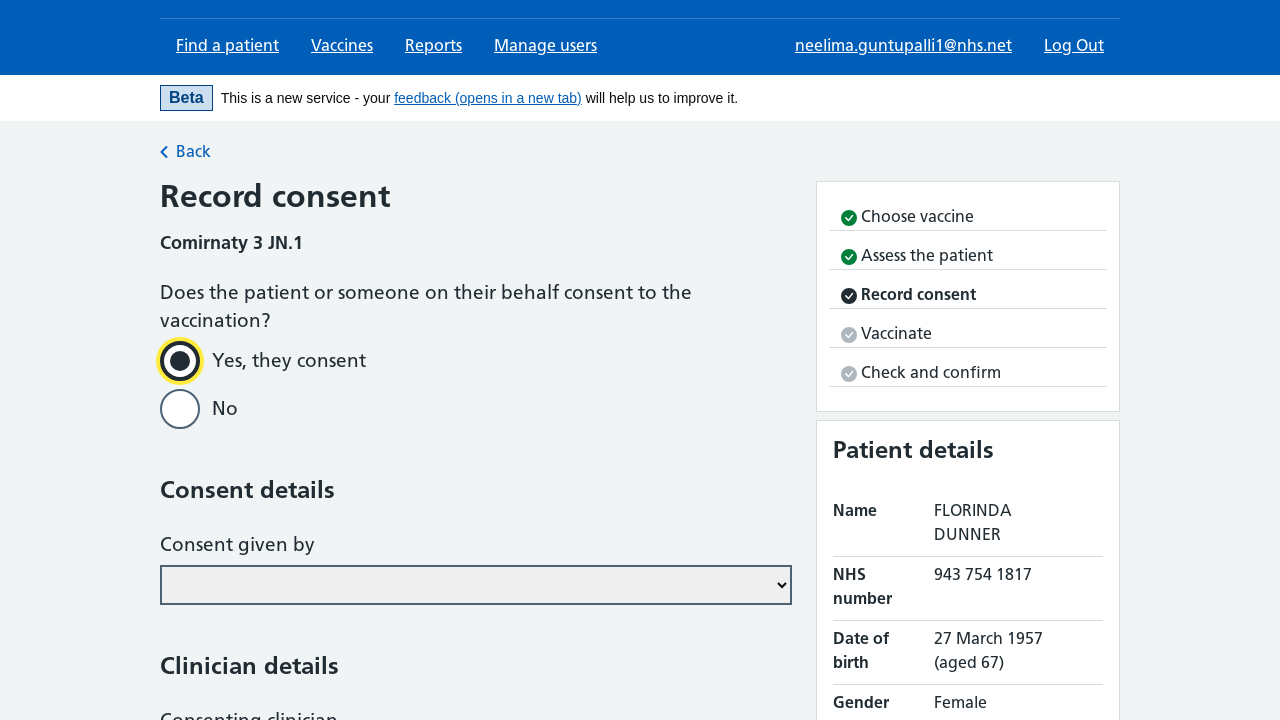 Find a patient Vaccines Reports Manage users neelima.guntupalli1@nhs.net Log Out
Beta This is a new service - your feedback (opens in a new tab) will help us to improve it.
Back
Record consent
Comirnaty 3 JN.1
Does the patient or someone on their behalf consent to the
vaccination?
Yes, they consent
No
Consent details
Consent given by
Clinician details
Consenting clinician
Choose vaccine
Assess the patient
Record consent
Vaccinate
Check and confirm
Patient details
Name FLORINDA
DUNNER
NHS 943 754 1817
number
Date of 27 March 1957
birth (aged 67)
Gender Female